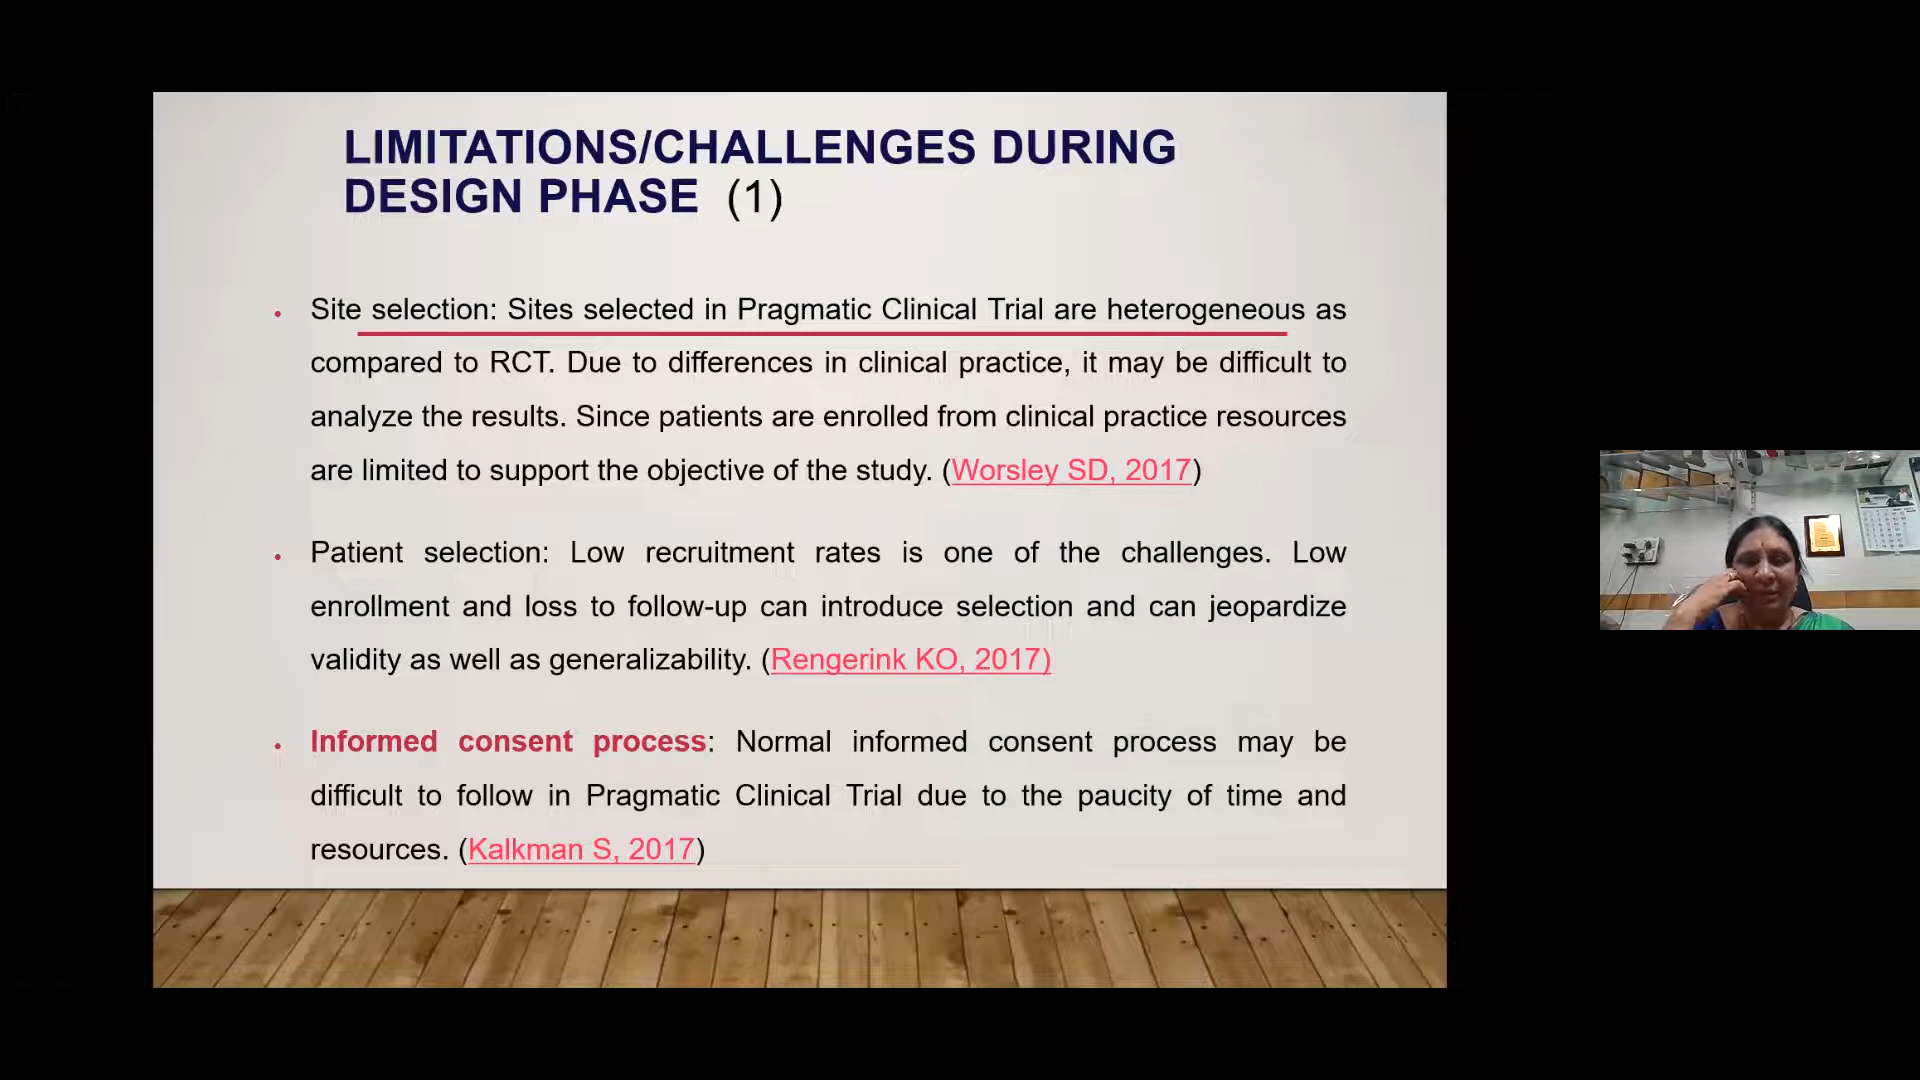 LIMITATIONS/CHALLENGES DURING
DESIGN PHASE (1)
• Site selection: Sites selected in Pragmatic Clinical Trial are heterogeneous as
compared to RCT. Due to differences in clinical practice, it may be difficult to
analyze the results. Since patients are enrolled from clinical practice resources
are limited to support the objective of the study. (Worsley SD, 2017)
• Patient selection: Low recruitment rates is one of the challenges. Low
enrollment and loss to follow-up can introduce selection and can jeopardize
validity as well as generalizability. (Rengerink KO, 2017)
• Informed consent process: Normal informed consent process may be
difficult to follow in Pragmatic Clinical Trial due to the paucity of time and
resources. (Kalkman S, 2017)